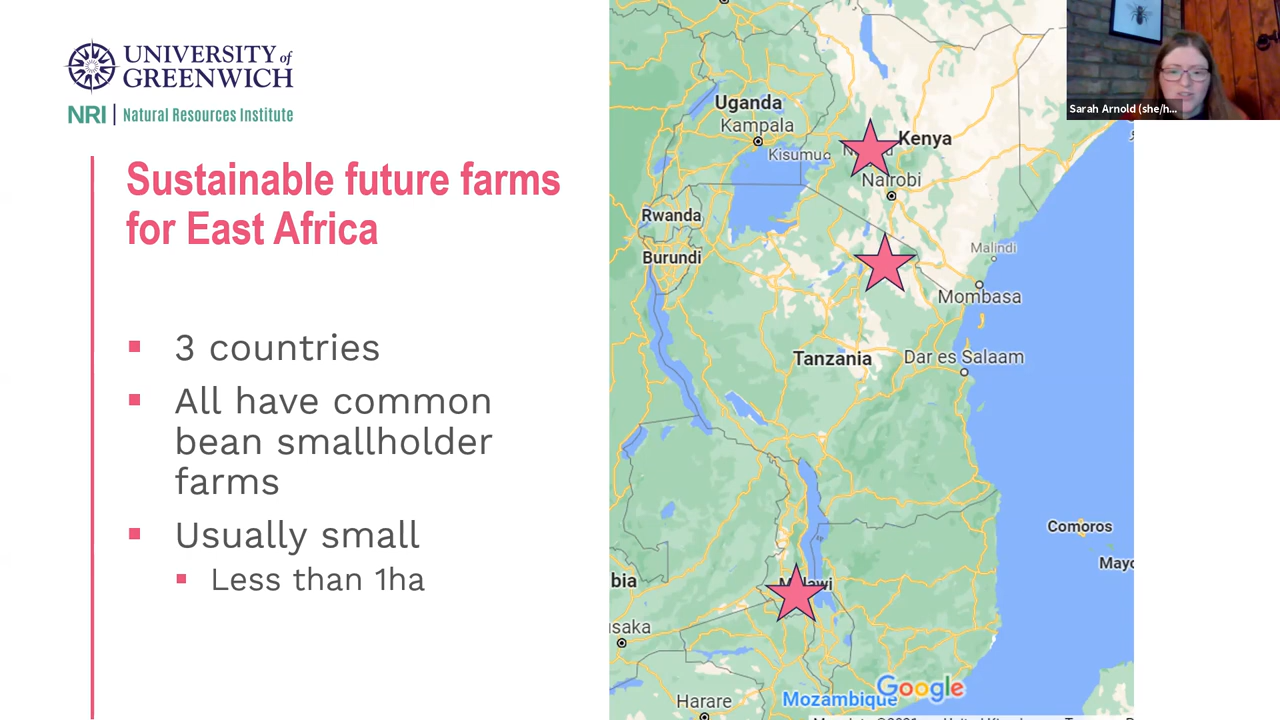 UNIVERSITY of
GREENWICH
NRI | Natural Resources Institute
Sustainable future farms
for East Africa
3 countries
All have common
bean smallholder
farms
Usually small
Less than 1ha
Sarah Arnold (she/h...
Uganda
Kampala
Kenya
Kisumu
Nairobi
Rwanda
Burundi
Malindi
Mombasa
Tanzania
Dar es Salaam
Comoros
Mayo
bia
usaka
Harare
Mozambique
Google